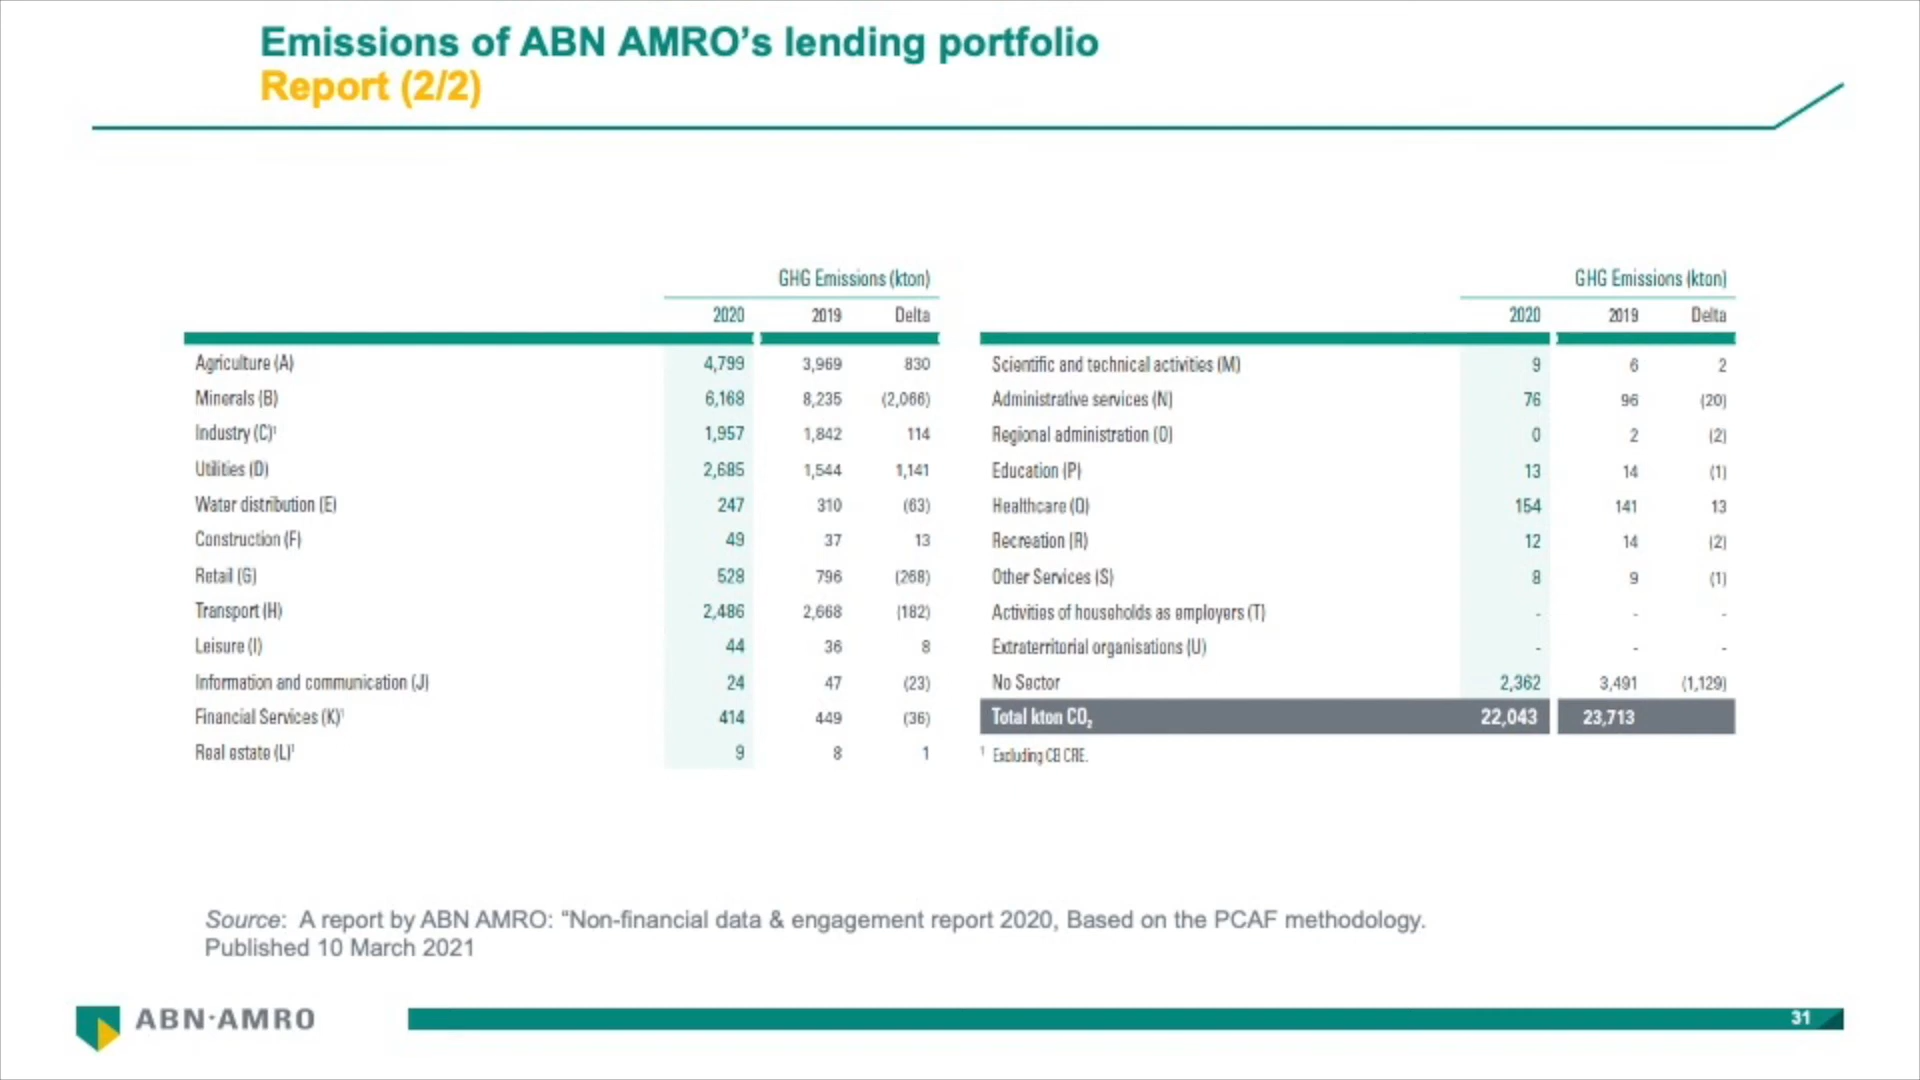 Emissions of ABN AMRO's lending portfolio
Report (2/2)
GHG Emissions (kton)
2020 2019 Delta
Agriculture (A) 4,799 3,969 830
Minerals (B) 6,168 8,235 (2,066)
Industry (C)¹ 1,957 1,842 114
Utilities (D) 2,685 1,544 1,141
Water distribution (E) 247 310 (63)
Construction (F) 49 37 13
Retail (G) 528 796 (268)
Transport (H) 2,486 2,668 (182)
Leisure (I) 44 36 8
Information and communication (J) 24 47 (23)
Financial Services (K)¹ 414 449 (36)
Real estate (L)¹ 9 8 1
GHG Emissions (kton)
2020 2019 Delta
Scientific and technical activities (M) 9 6 2
Administrative services (N) 76 96 (20)
Regional administration (O) 0 2 (2)
Education (P) 13 14 (1)
Healthcare (Q) 154 141 13
Recreation (R) 12 14 (2)
Other Services (S) 8 9 (1)
Activities of households as employers (T) - - -
Extraterritorial organisations (U) - - -
No Sector 2,362 3,491 (1,129)
Total kton CO₂ 22,043 23,713
¹ Excluding CB CRE.
Source: A report by ABN AMRO: “Non-financial data & engagement report 2020, Based on the PCAF methodology.
Published 10 March 2021
ABN·AMRO
31